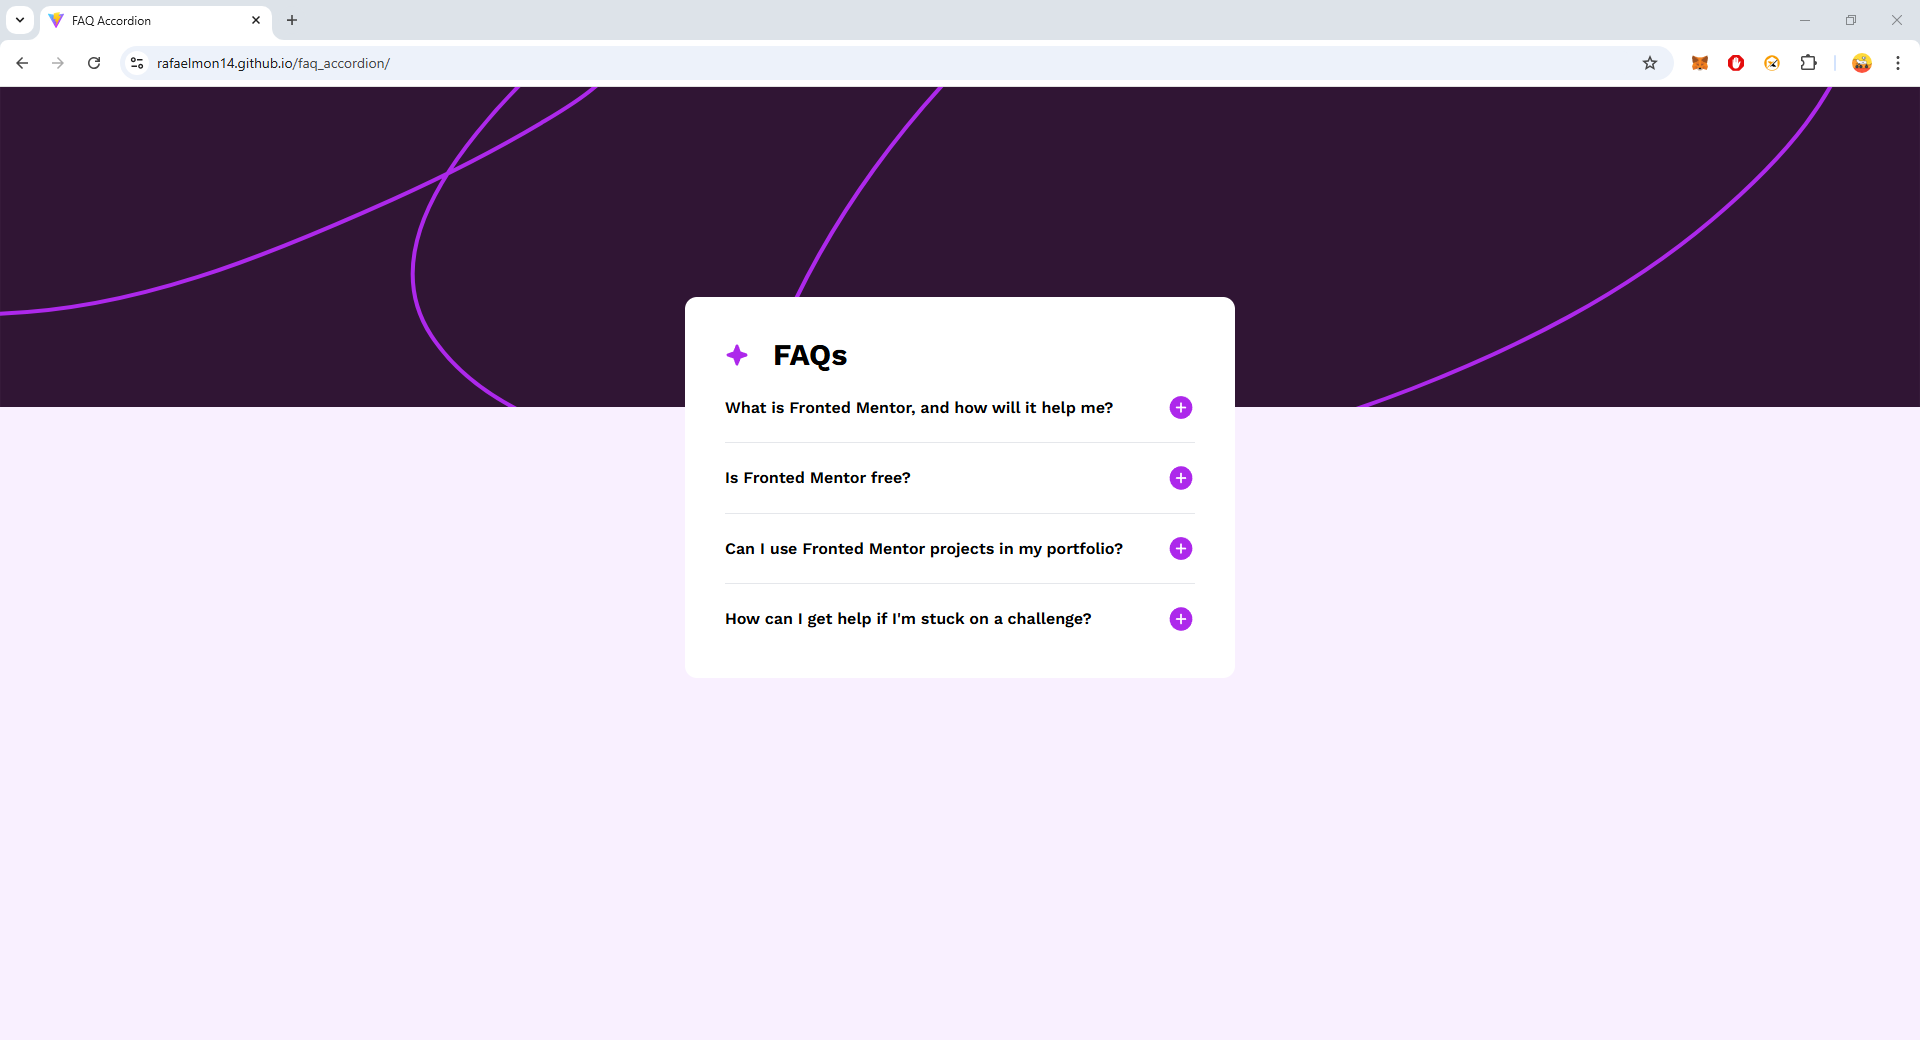 FAQ Accordion
rafaelmon14.github.io/faq_accordion/
FAQs
What is Fronted Mentor, and how will it help me?
Is Fronted Mentor free?
Can I use Fronted Mentor projects in my portfolio?
How can I get help if I'm stuck on a challenge?